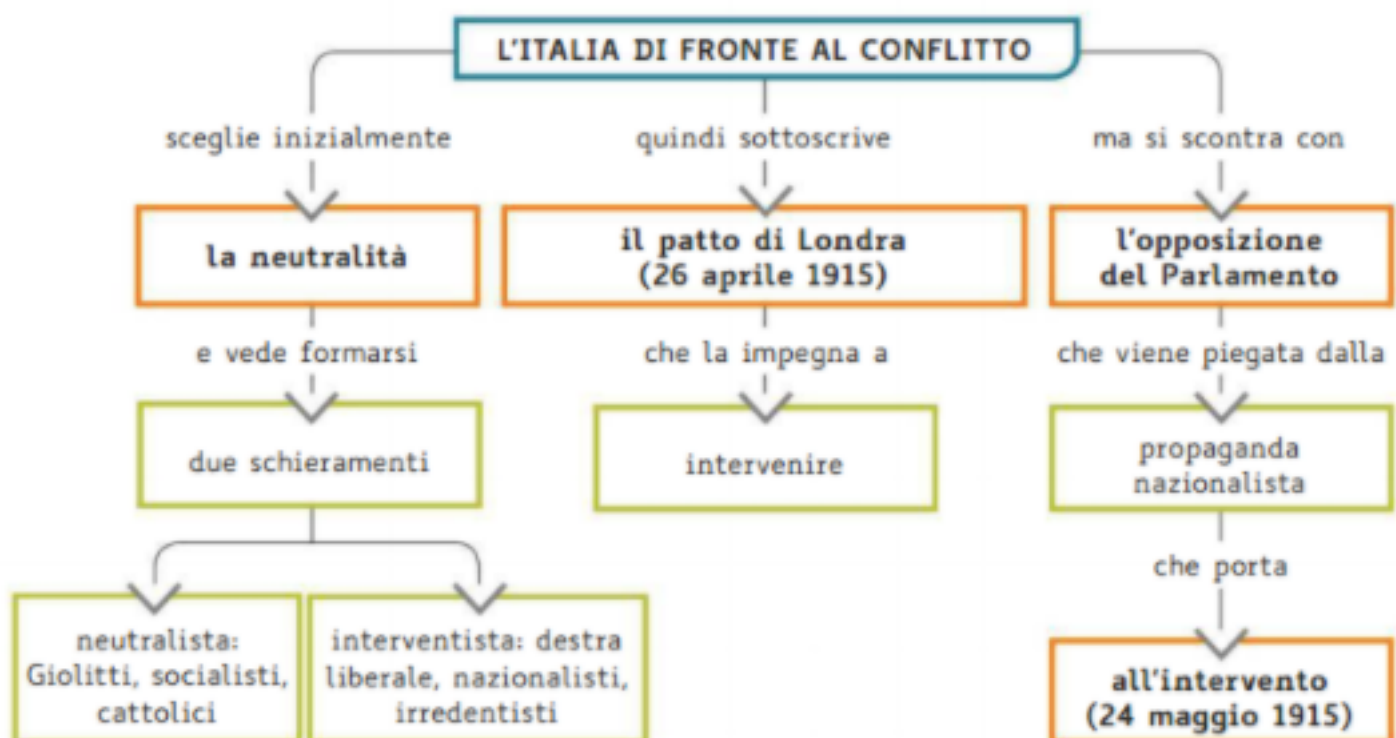 L'ITALIA DI FRONTE AL CONFLITTO
sceglie inizialmente
quindi sottoscrive
ma si scontra con
la neutralità
il patto di Londra
(26 aprile 1915)
l'opposizione
del Parlamento
e vede formarsi
che la impegna a
che viene piegata dalla
due schieramenti
intervenire
propaganda
nazionalista
che porta
neutralista:
Giolitti, socialisti,
cattolici
interventista: destra
liberale, nazionalisti,
irredentisti
all'intervento
(24 maggio 1915)